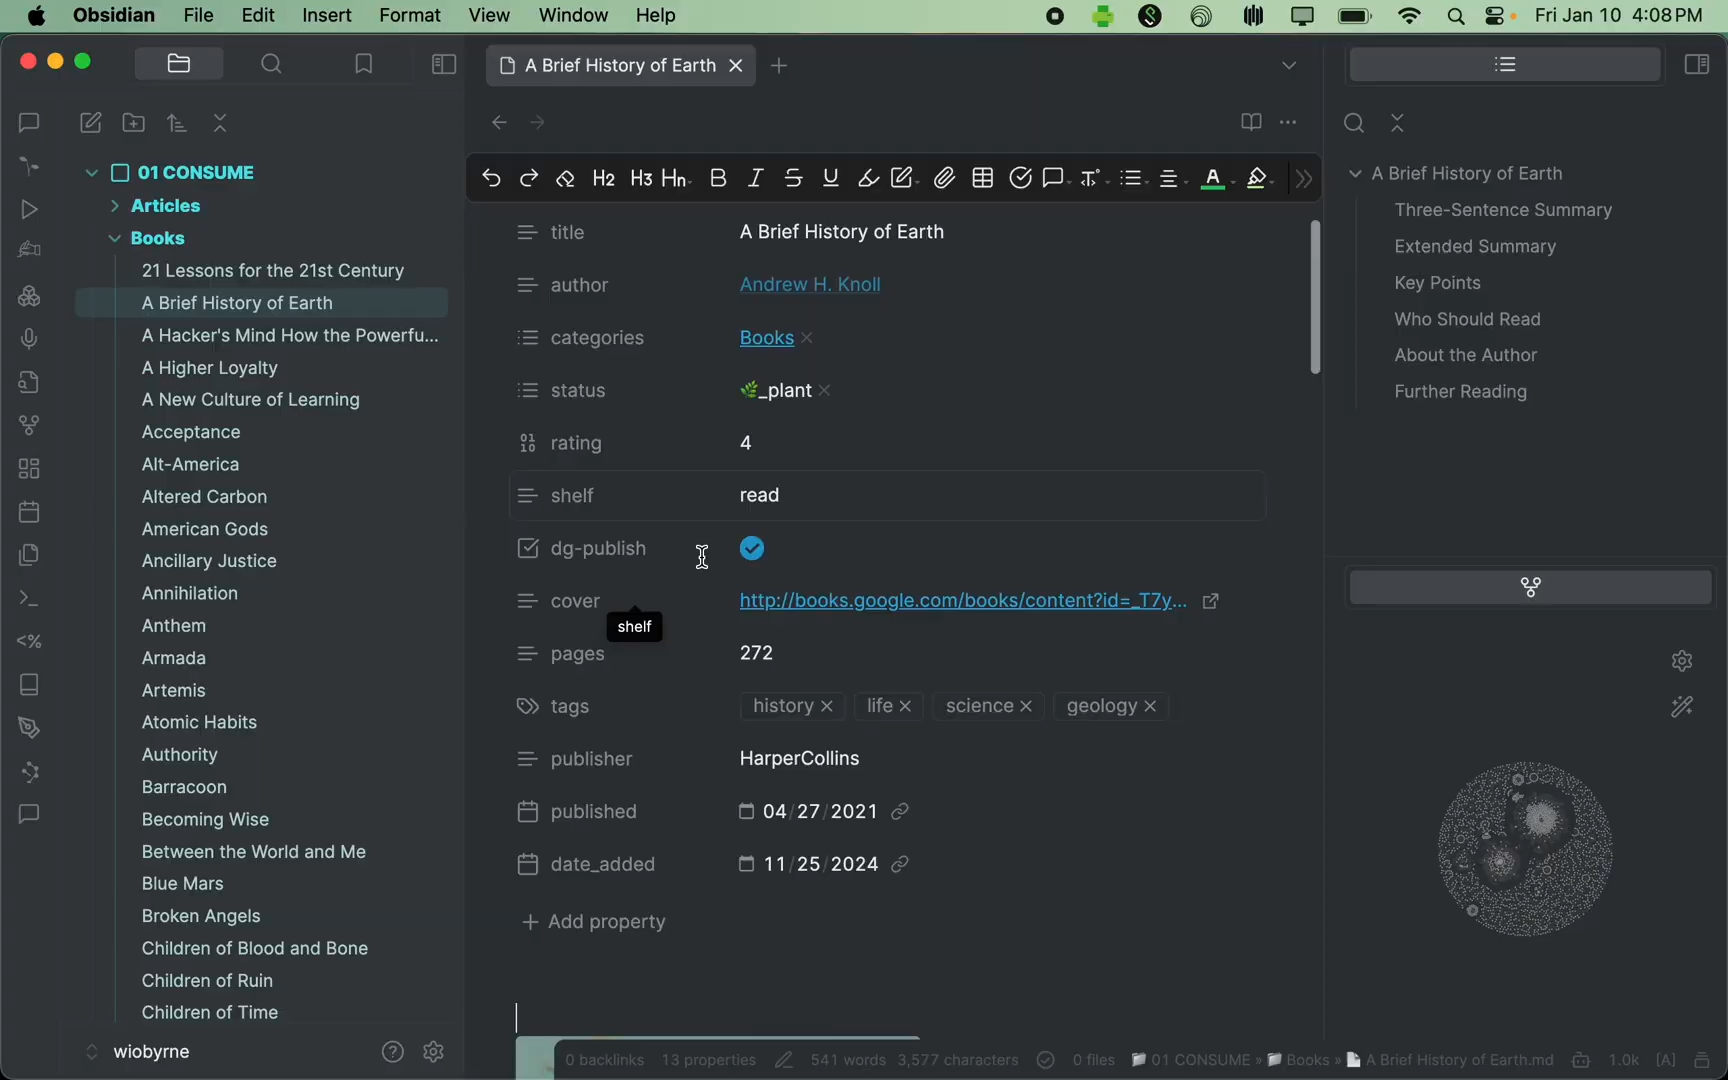 Obsidian File Edit Insert Format View Window Help Fri Jan 10 4:08 PM
A Brief History of Earth
H2 H3 Hn B I S U A
01 CONSUME
Articles
Books
21 Lessons for the 21st Century
A Brief History of Earth
A Hacker's Mind How the Powerfu...
A Higher Loyalty
A New Culture of Learning
Acceptance
Alt-America
Altered Carbon
American Gods
Ancillary Justice
Annihilation
Anthem
Armada
Artemis
Atomic Habits
Authority
Barracoon
Becoming Wise
Between the World and Me
Blue Mars
Broken Angels
Children of Blood and Bone
Children of Ruin
Children of Time
wiobyrne
title A Brief History of Earth
author Andrew H. Knoll
categories Books
status 🌿_plant
rating 4
shelf read
dg-publish
cover http://books.google.com/books/content?id=_T7y...
shelf
pages 272
tags history life science geology
publisher HarperCollins
published 04/27/2021
date_added 11/25/2024
+ Add property
0 backlinks 13 properties 541 words 3,577 characters 0 files 01 CONSUME » Books » A Brief History of Earth.md 1.0k [A]
A Brief History of Earth
Three-Sentence Summary
Extended Summary
Key Points
Who Should Read
About the Author
Further Reading